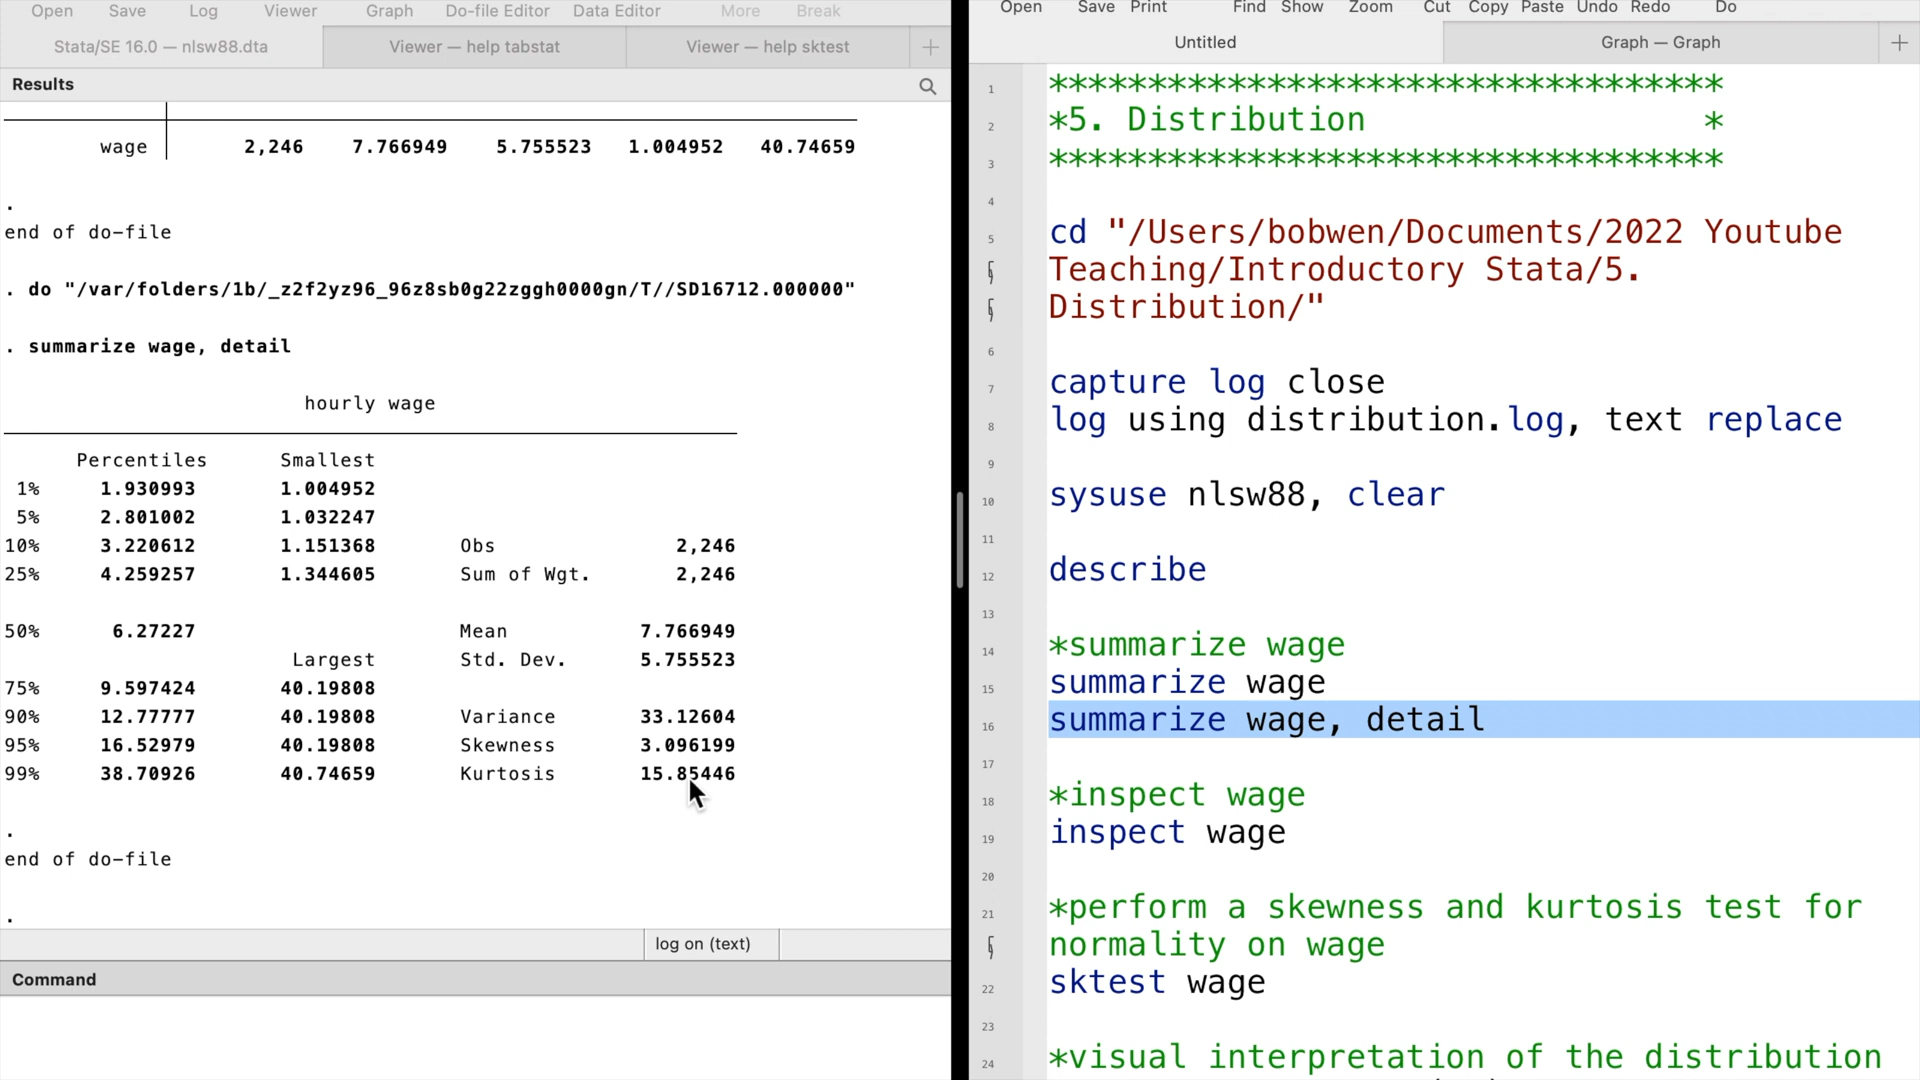 Open Save Log Viewer Graph Do-file Editor Data Editor More Break
Stata/SE 16.0 — nlsw88.dta Viewer — help tabstat Viewer — help sktest +
Results
wage 2,246 7.766949 5.755523 1.004952 40.74659
.
end of do-file
. do "/var/folders/1b/_z2f2yz96_96z8sb0g22zggh0000gn/T//SD16712.000000"
. summarize wage, detail
hourly wage
Percentiles Smallest
1% 1.930993 1.004952
5% 2.801002 1.032247
10% 3.220612 1.151368 Obs 2,246
25% 4.259257 1.344605 Sum of Wgt. 2,246
50% 6.27227 Mean 7.766949
Largest Std. Dev. 5.755523
75% 9.597424 40.19808
90% 12.77777 40.19808 Variance 33.12604
95% 16.52979 40.19808 Skewness 3.096199
99% 38.70926 40.74659 Kurtosis 15.85446
.
end of do-file
.
log on (text)
Command
Open Save Print Find Show Zoom Cut Copy Paste Undo Redo Do
Untitled Graph — Graph +
1 **********************************
2 *5. Distribution *
3 **********************************
4
5 cd "/Users/bobwen/Documents/2022 Youtube
Teaching/Introductory Stata/5.
Distribution/"
6
7 capture log close
8 log using distribution.log, text replace
9
10 sysuse nlsw88, clear
11
12 describe
13
14 *summarize wage
15 summarize wage
16 summarize wage, detail
17
18 *inspect wage
19 inspect wage
20
21 *perform a skewness and kurtosis test for
normality on wage
22 sktest wage
23
24 *visual interpretation of the distribution